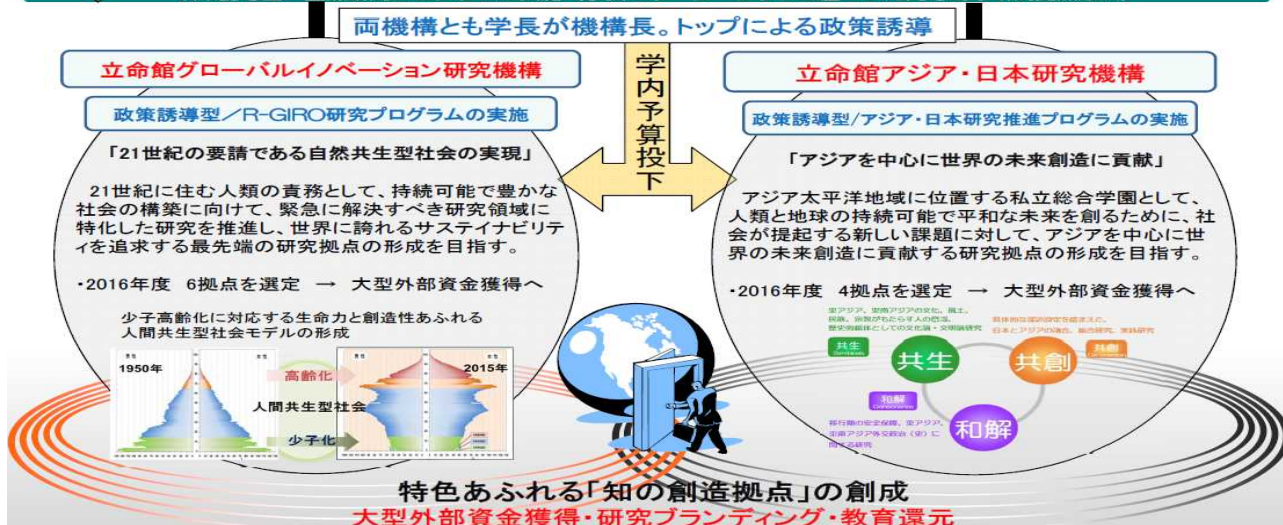 両機構とも学長が機構長。トップによる政策誘導
立命館グローバルイノベーション研究機構
政策誘導型/R-GIRO研究プログラムの実施
「21世紀の要請である自然共生型社会の実現」
21世紀に住む人類の責務として、持続可能で豊かな
社会の構築に向けて、緊急に解決すべき研究領域に
特化した研究を推進し、世界に誇れるサステイナビリテ
ィを追求する最先端の研究拠点の形成を目指す。
・2016年度 6拠点を選定 → 大型外部資金獲得へ
少子高齢化に対応する生命力と創造性あふれる
人間共生型社会モデルの形成
1950年
高齢化
人間共生型社会
少子化
2015年
学内予算投下
立命館アジア・日本研究機構
政策誘導型/アジア・日本研究推進プログラムの実施
「アジアを中心に世界の未来創造に貢献」
アジア太平洋地域に位置する私立総合学園として、
人類と地球の持続可能で平和な未来を創るために、社
会が提起する新しい課題に対して、アジアを中心に世
界の未来創造に貢献する研究拠点の形成を目指す。
・2016年度 4拠点を選定 → 大型外部資金獲得へ
共生
共生
共創
共創
和解
和解
特色あふれる「知の創造拠点」の創成
大型外部資金獲得・研究ブランディング・教育還元